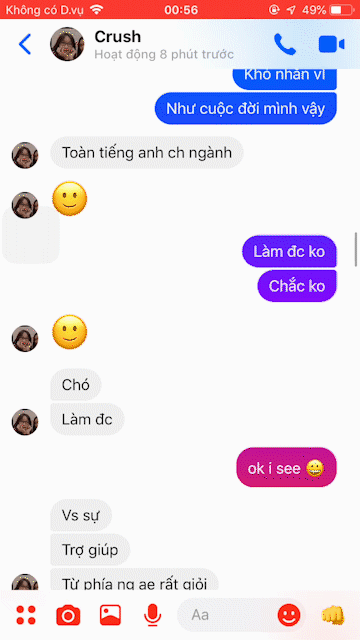 Không có D.vụ 00:56 49%
Crush
Hoạt động 8 phút trước
Khó nhằn vl
Như cuộc đời mình vậy
Toàn tiếng anh ch ngành
Làm đc ko
Chắc ko
Chó
Làm đc
ok i see 😀
Vs sự
Trợ giúp
Từ phía ng ae rất giỏi
Aa